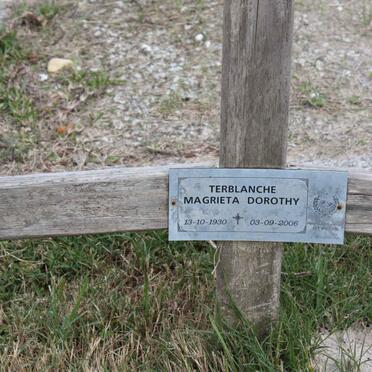 TERBLANCHE
MAGRIETA DOROTHY
13-10-1930 03-09-2006